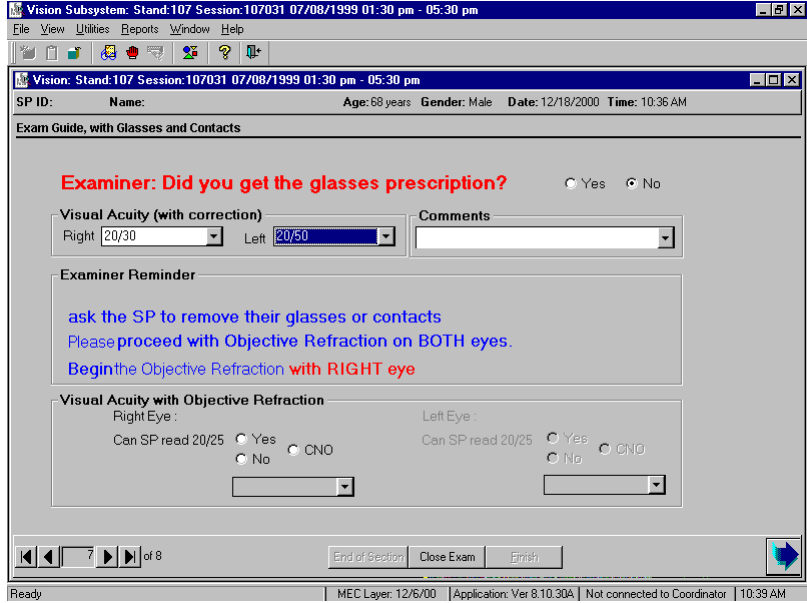 Vision Subsystem: Stand:107 Session:107031 07/08/1999 01:30 pm - 05:30 pm
File View Utilities Reports Window Help
Vision: Stand:107 Session:107031 07/08/1999 01:30 pm - 05:30 pm
SP ID: Name: Age: 68 years Gender: Male Date: 12/18/2000 Time: 10:36 AM
Exam Guide, with Glasses and Contacts
Examiner: Did you get the glasses prescription? Yes No
Visual Acuity (with correction) Comments
Right 20/30 Left 20/50
Examiner Reminder
ask the SP to remove their glasses or contacts
Please proceed with Objective Refraction on BOTH eyes.
Begin the Objective Refraction with RIGHT eye
Visual Acuity with Objective Refraction
Right Eye : Left Eye :
Can SP read 20/25 Yes CNO Can SP read 20/25 Yes CNO
No No
7 of 8 End of Section Close Exam Finish
Ready MEC Layer: 12/6/00 Application: Ver 8.10.30A Not connected to Coordinator 10:39 AM